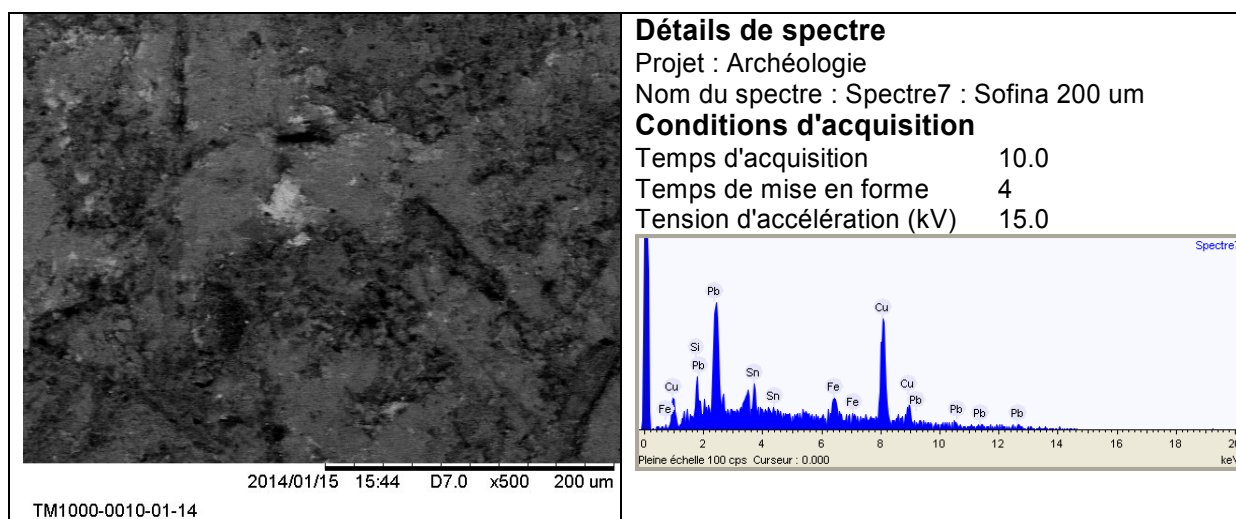 2014/01/15 15:44 D7.0 x500 200 um
TM1000-0010-01-14
Détails de spectre
Projet : Archéologie
Nom du spectre : Spectre7 : Sofina 200 um
Conditions d'acquisition
Temps d'acquisition 10.0
Temps de mise en forme 4
Tension d'accélération (kV) 15.0
Spectre7
Pb
Cu
Si
Pb
Cu
Fe
Sn
Sn
Fe
Fe
Cu
Pb
Pb
Pb
Pb
0 2 4 6 8 10 12 14 16 18 20
Pleine échelle 100 cps Curseur : 0.000 keV